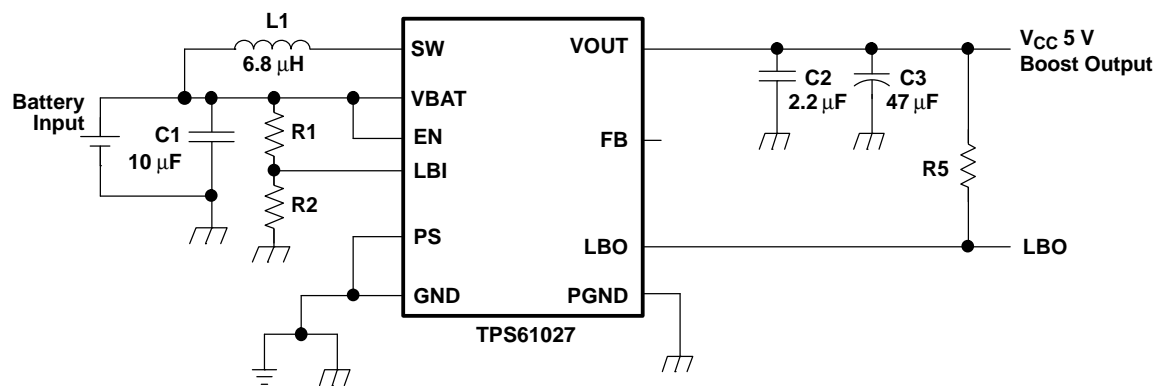 L1
6.8 μH
SW
VOUT
V_CC 5 V
Boost Output
C2
2.2 μF
C3
47 μF
Battery
Input
VBAT
C1
10 μF
R1
EN
FB
LBI
R5
R2
PS
LBO
LBO
GND
PGND
TPS61027